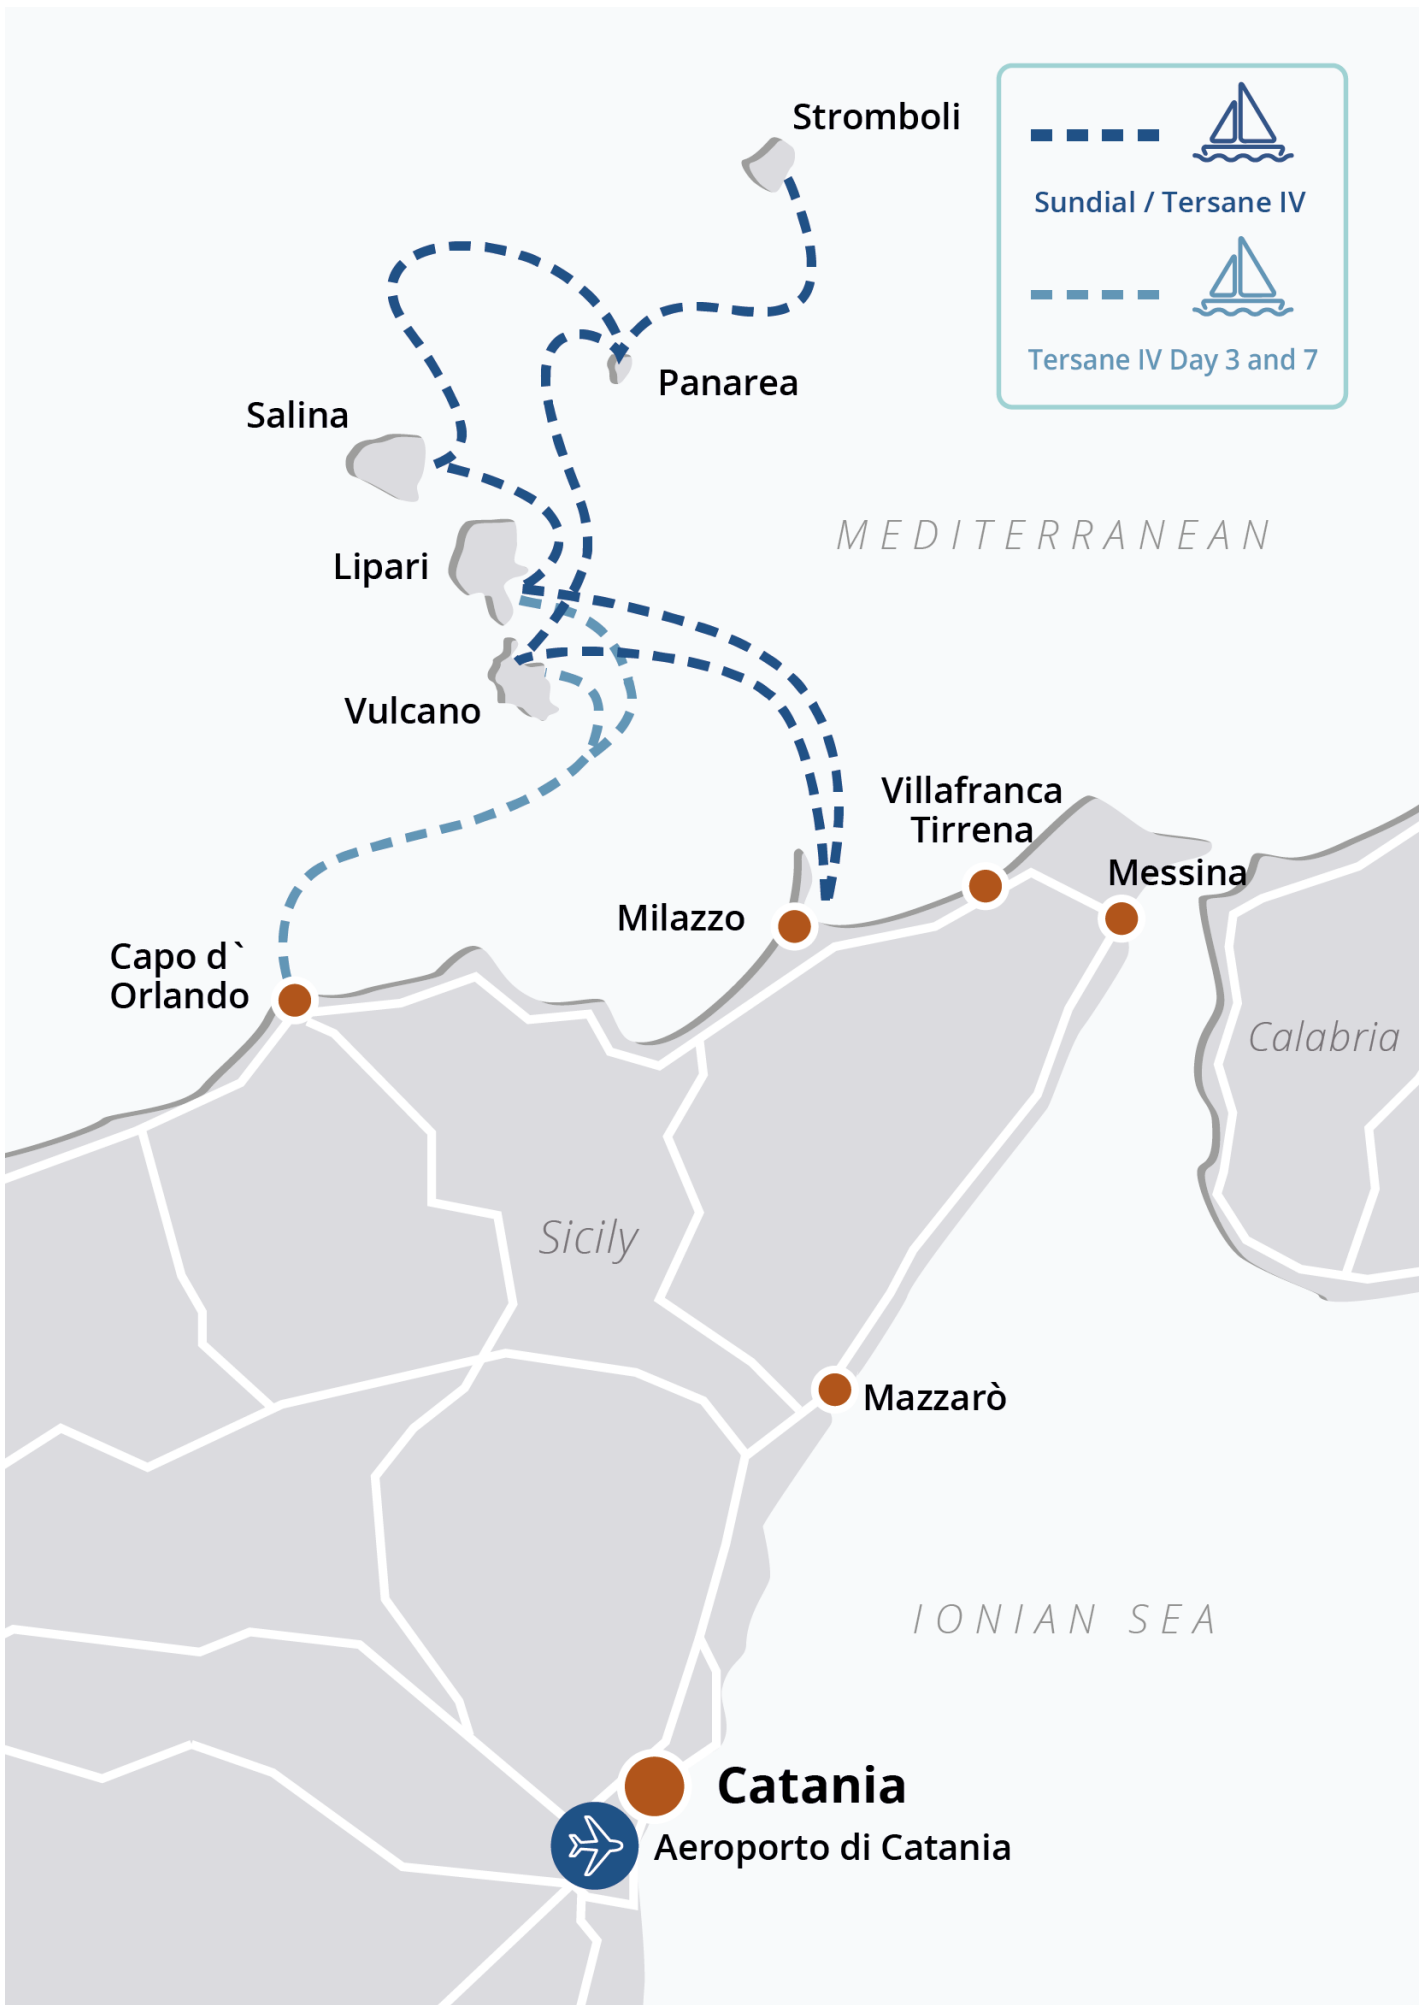 Stromboli
Sundial / Tersane IV
Tersane IV Day 3 and 7
Panarea
Salina
MEDITERRANEAN
Lipari
Vulcano
Villafranca
Tirrena
Messina
Milazzo
Capo d`
Orlando
Calabria
Sicily
Mazzarò
IONIAN SEA
Catania
Aeroporto di Catania